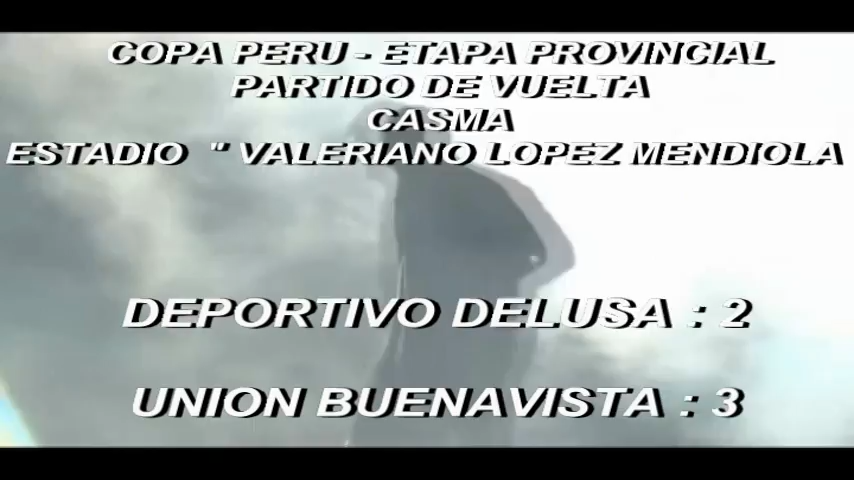 COPA PERU - ETAPA PROVINCIAL
PARTIDO DE VUELTA
CASMA
ESTADIO " VALERIANO LOPEZ MENDIOLA
DEPORTIVO DELUSA : 2
UNION BUENAVISTA : 3